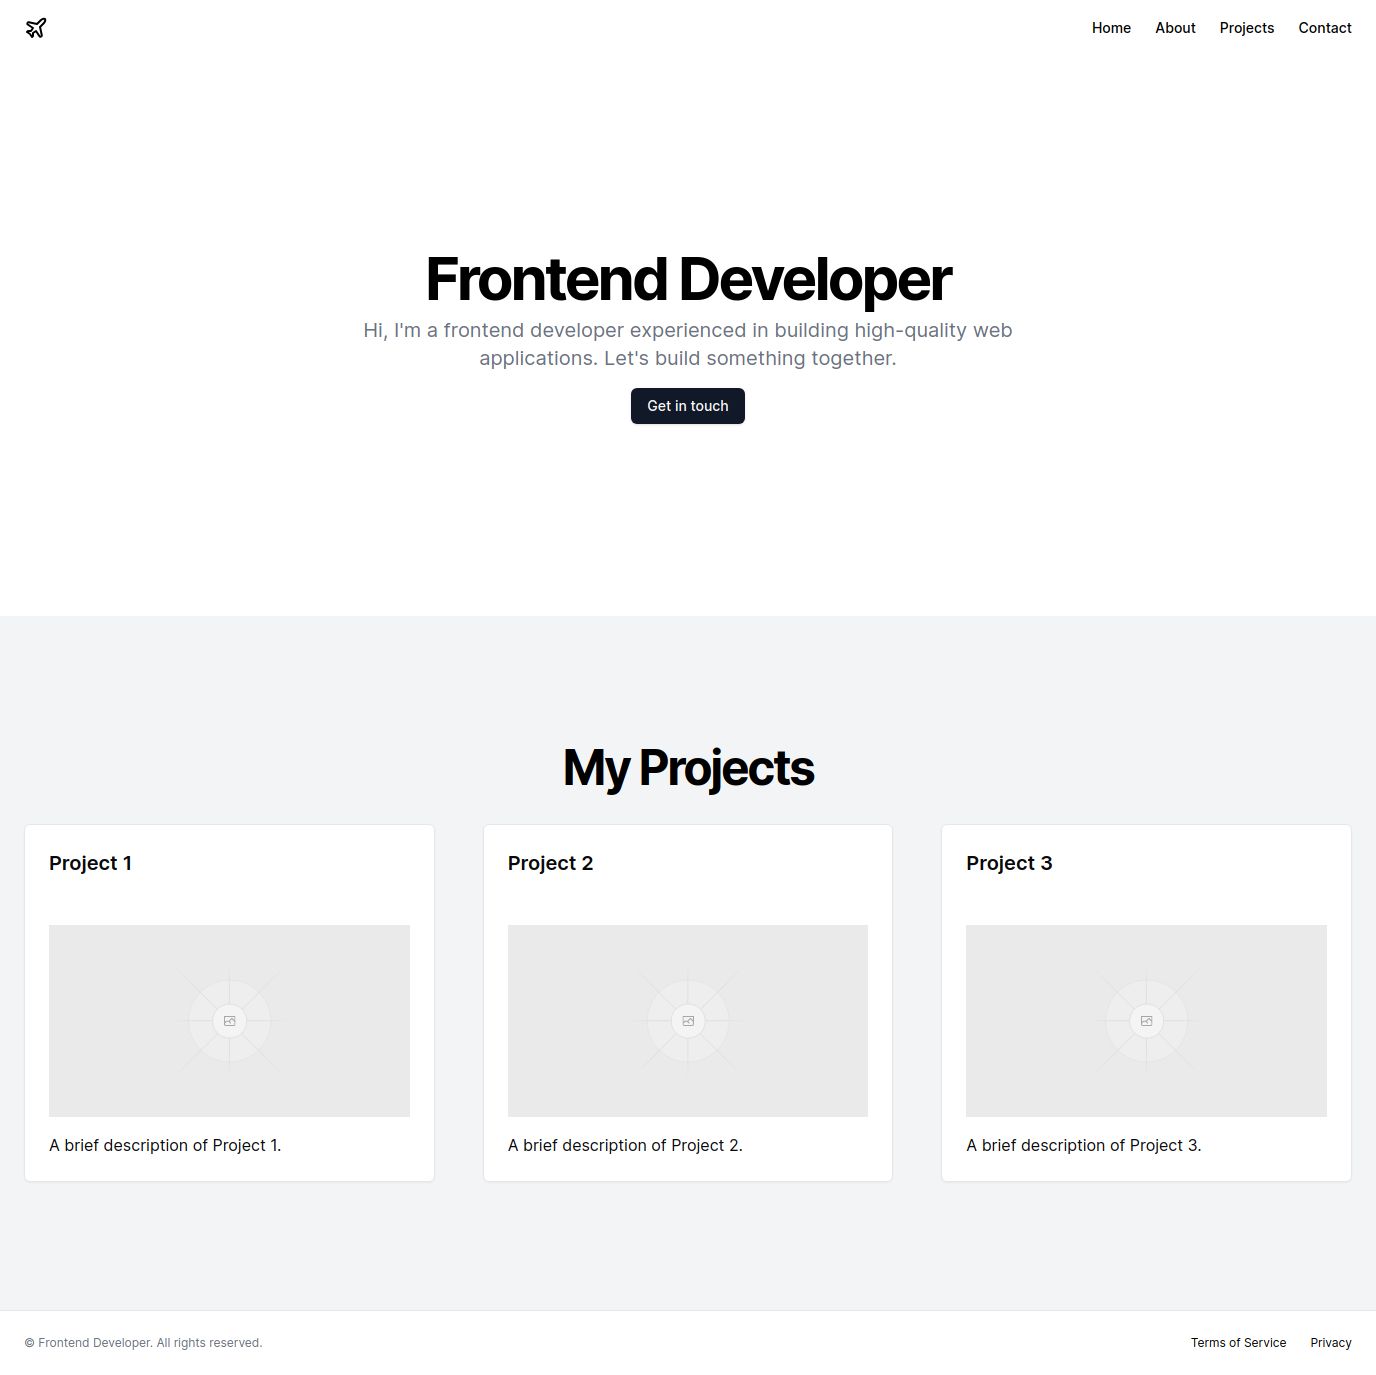 Home About Projects Contact
Frontend Developer
Hi, I'm a frontend developer experienced in building high-quality web
applications. Let's build something together.
Get in touch
My Projects
Project 1
A brief description of Project 1.
Project 2
A brief description of Project 2.
Project 3
A brief description of Project 3.
© Frontend Developer. All rights reserved.
Terms of Service Privacy